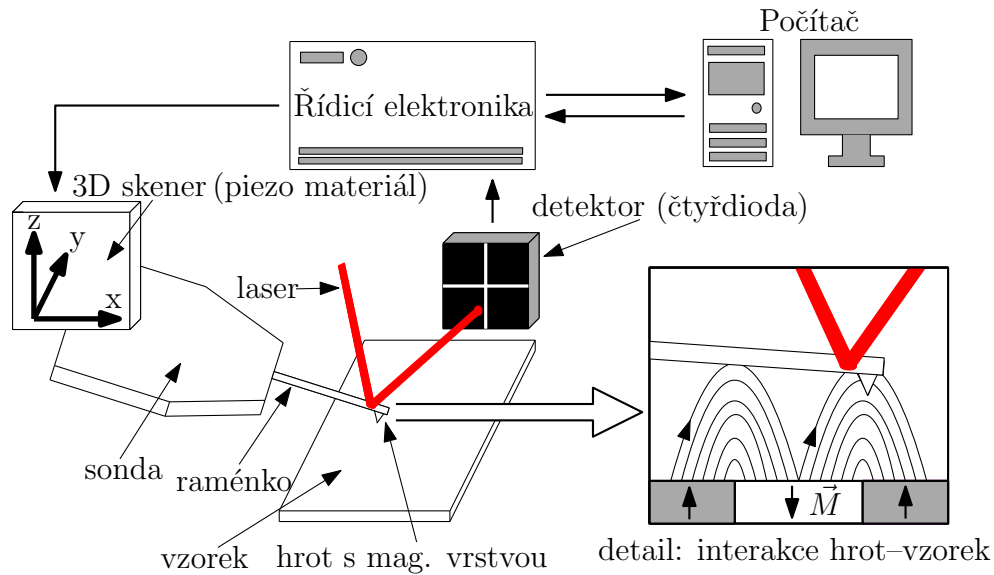 Počítač
Řídicí elektronika
3D skener (piezo materiál)
detektor (čtyřdioda)
z
y
x
laser
sonda
raménko
vzorek
hrot s mag. vrstvou
M⃗
detail: interakce hrot–vzorek